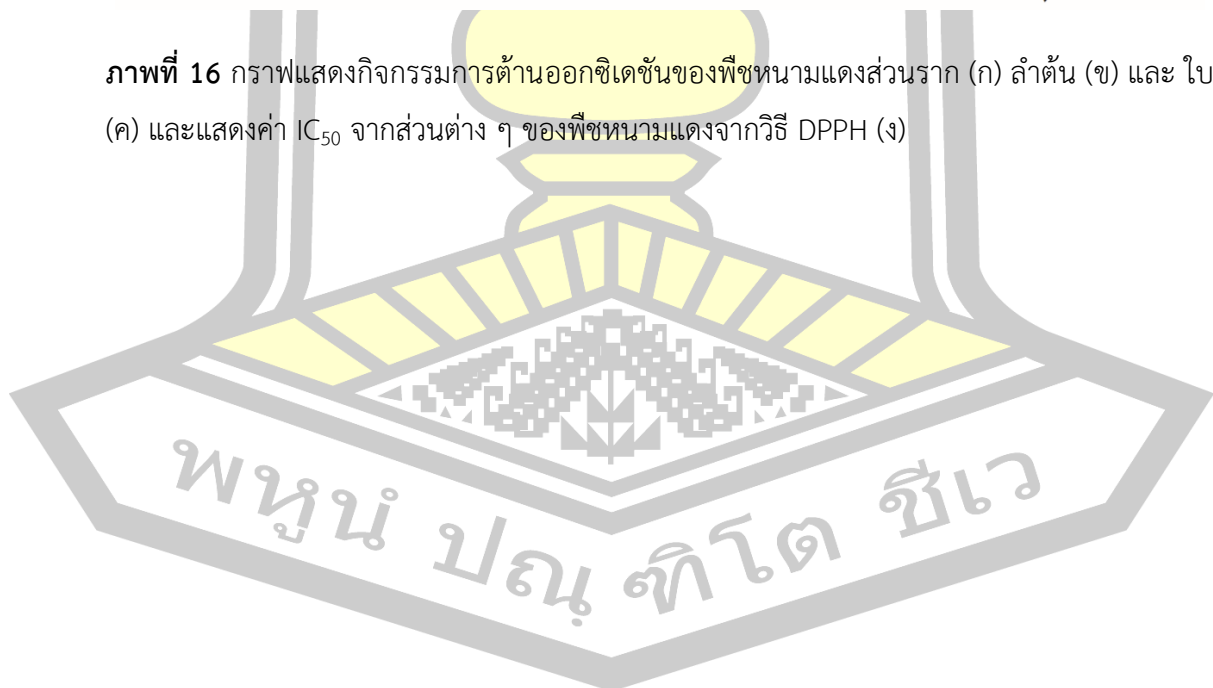 ภาพที่ 16 กราฟแสดงกิจกรรมการต้านออกซิเดชันของพืชหนามแดงส่วนราก (ก) ลำต้น (ข) และ ใบ
(ค) และแสดงค่า IC₅₀ จากส่วนต่าง ๆ ของพืชหนามแดงจากวิธี DPPH (ง)
พหูนํ ปณฺฑิโต ชีเว